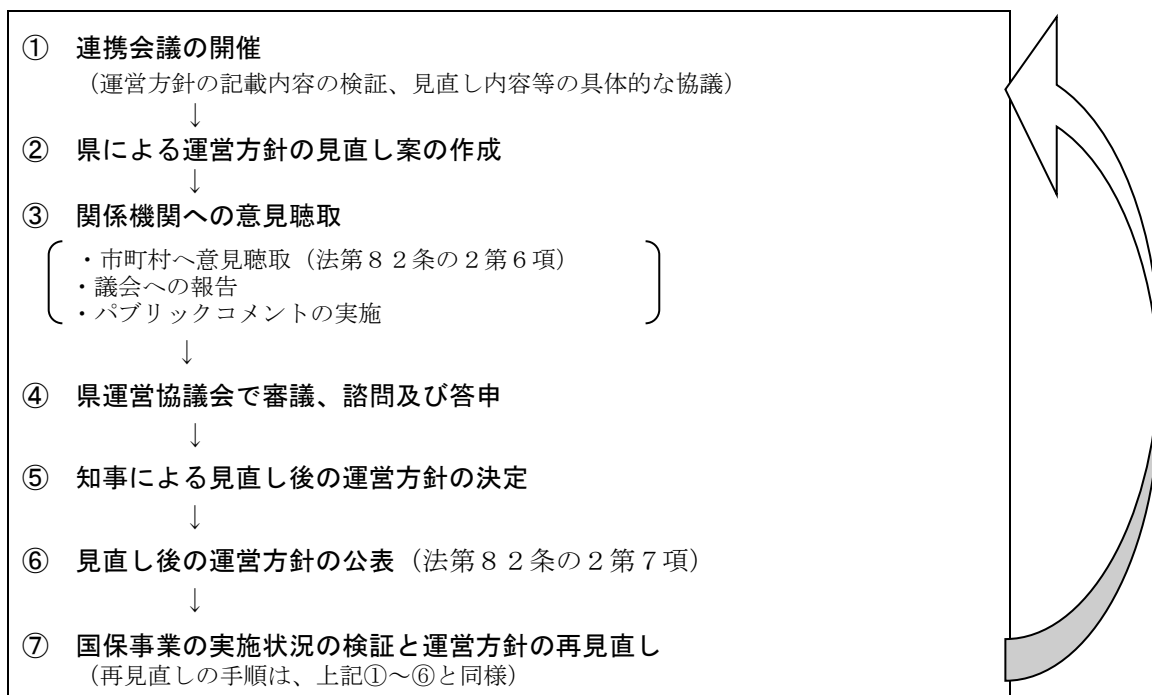 ① 連携会議の開催
（運営方針の記載内容の検証、見直し内容等の具体的な協議）
↓
② 県による運営方針の見直し案の作成
↓
③ 関係機関への意見聴取
・市町村へ意見聴取（法第８２条の２第６項）
・議会への報告
・パブリックコメントの実施
↓
④ 県運営協議会で審議、諮問及び答申
↓
⑤ 知事による見直し後の運営方針の決定
↓
⑥ 見直し後の運営方針の公表（法第８２条の２第７項）
↓
⑦ 国保事業の実施状況の検証と運営方針の再見直し
（再見直しの手順は、上記①～⑥と同様）